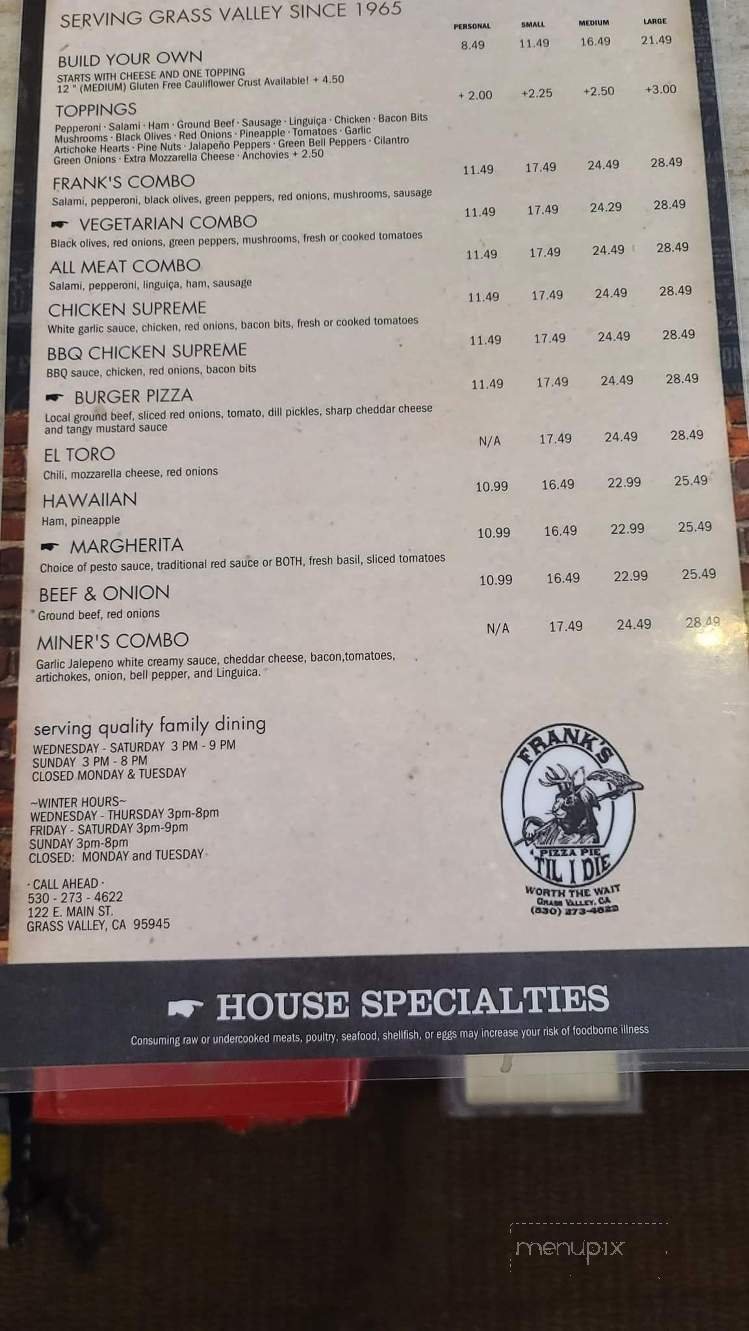 SERVING GRASS VALLEY SINCE 1965
PERSONAL SMALL MEDIUM LARGE
BUILD YOUR OWN 8.49 11.49 16.49 21.49
STARTS WITH CHEESE AND ONE TOPPING
12 " (MEDIUM) Gluten Free Cauliflower Crust Available! + 4.50
TOPPINGS + 2.00 +2.25 +2.50 +3.00
Pepperoni · Salami · Ham · Ground Beef · Sausage · Linguiça · Chicken · Bacon Bits
Mushrooms · Black Olives · Red Onions · Pineapple · Tomatoes · Garlic
Artichoke Hearts · Pine Nuts · Jalapeño Peppers · Green Bell Peppers · Cilantro
Green Onions · Extra Mozzarella Cheese · Anchovies + 2.50
FRANK'S COMBO 11.49 17.49 24.49 28.49
Salami, pepperoni, black olives, green peppers, red onions, mushrooms, sausage
VEGETARIAN COMBO 11.49 17.49 24.29 28.49
Black olives, red onions, green peppers, mushrooms, fresh or cooked tomatoes
ALL MEAT COMBO 11.49 17.49 24.49 28.49
Salami, pepperoni, linguiça, ham, sausage
CHICKEN SUPREME 11.49 17.49 24.49 28.49
White garlic sauce, chicken, red onions, bacon bits, fresh or cooked tomatoes
BBQ CHICKEN SUPREME 11.49 17.49 24.49 28.49
BBQ sauce, chicken, red onions, bacon bits
BURGER PIZZA 11.49 17.49 24.49 28.49
Local ground beef, sliced red onions, tomato, dill pickles, sharp cheddar cheese
and tangy mustard sauce
EL TORO N/A 17.49 24.49 28.49
Chili, mozzarella cheese, red onions
HAWAIIAN 10.99 16.49 22.99 25.49
Ham, pineapple
MARGHERITA 10.99 16.49 22.99 25.49
Choice of pesto sauce, traditional red sauce or BOTH, fresh basil, sliced tomatoes
BEEF & ONION 10.99 16.49 22.99 25.49
Ground beef, red onions
MINER'S COMBO N/A 17.49 24.49 28.49
Garlic Jalepeno white creamy sauce, cheddar cheese, bacon,tomatoes,
artichokes, onion, bell pepper, and Linguica.
serving quality family dining
WEDNESDAY - SATURDAY 3 PM - 9 PM
SUNDAY 3 PM - 8 PM
CLOSED MONDAY & TUESDAY
~WINTER HOURS~
WEDNESDAY - THURSDAY 3pm-8pm
FRIDAY - SATURDAY 3pm-9pm
SUNDAY 3pm-8pm
CLOSED: MONDAY and TUESDAY
· CALL AHEAD ·
530 - 273 - 4622
122 E. MAIN ST.
GRASS VALLEY, CA 95945
FRANK'S
PIZZA PIE
'TIL I DIE
WORTH THE WAIT
GRASS VALLEY, CA
(530) 273-4622
HOUSE SPECIALTIES
Consuming raw or undercooked meats, poultry, seafood, shellfish, or eggs may increase your risk of foodborne illness
menupix